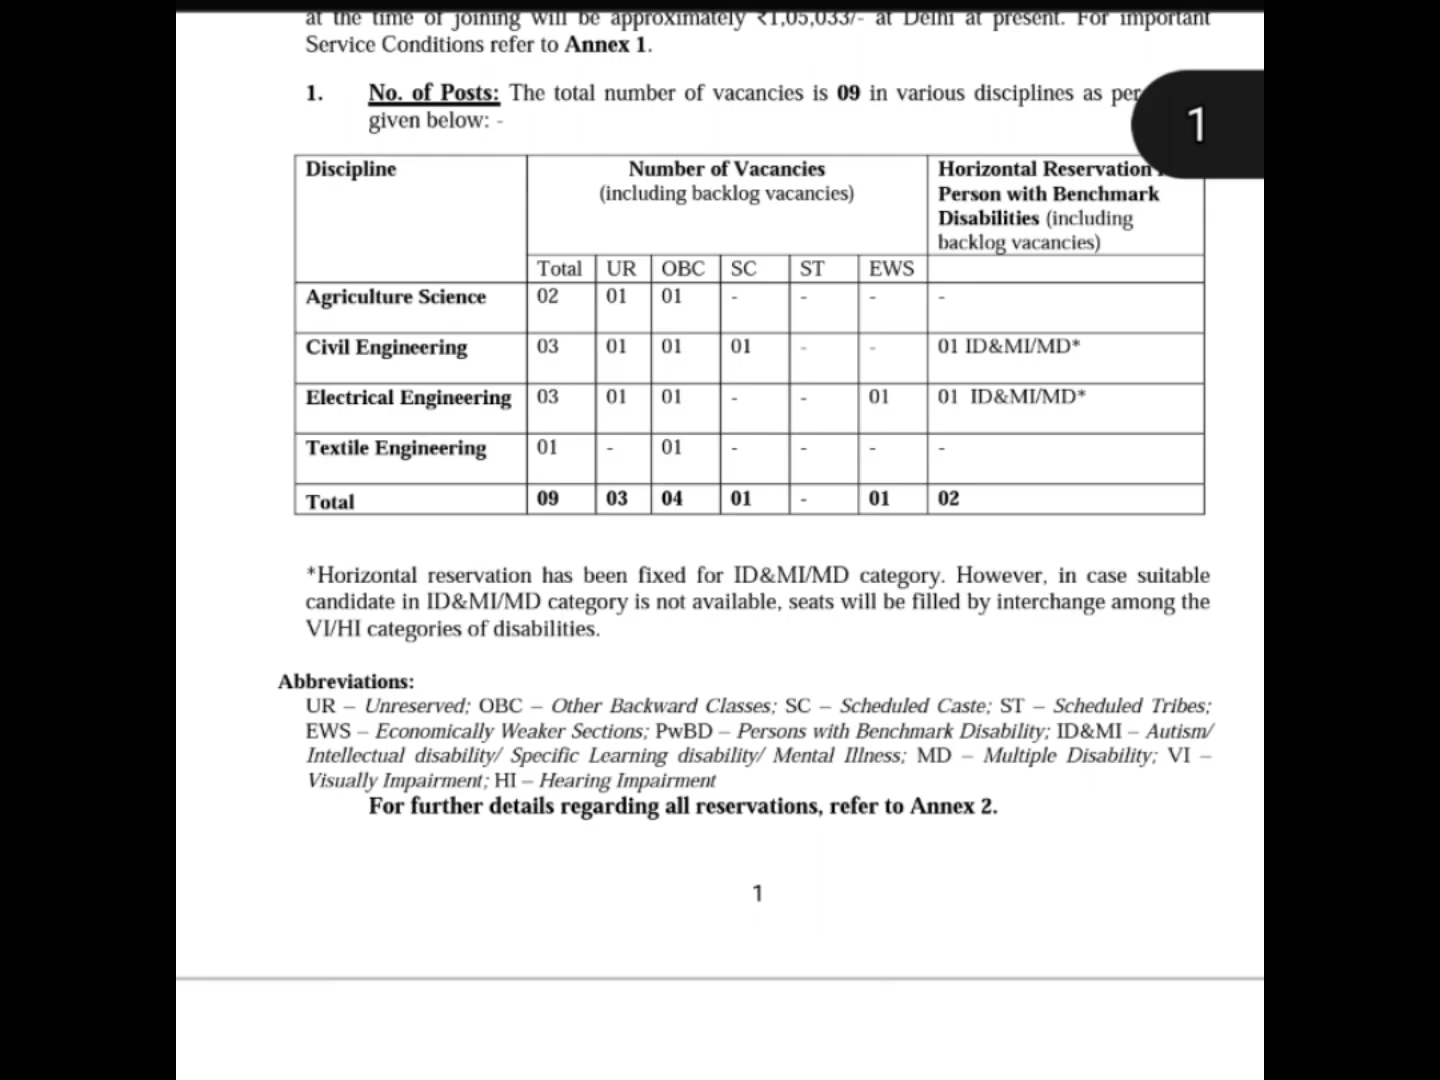 at the time of joining will be approximately ₹1,05,033/- at Delhi at present. For important
Service Conditions refer to Annex 1.
1. No. of Posts: The total number of vacancies is 09 in various disciplines as per
given below: -
1
Discipline Number of Vacancies Horizontal Reservation
(including backlog vacancies) Person with Benchmark
Disabilities (including
backlog vacancies)
Total UR OBC SC ST EWS
Agriculture Science 02 01 01 - - - -
Civil Engineering 03 01 01 01 - - 01 ID&MI/MD*
Electrical Engineering 03 01 01 - - 01 01 ID&MI/MD*
Textile Engineering 01 - 01 - - - -
Total 09 03 04 01 - 01 02
*Horizontal reservation has been fixed for ID&MI/MD category. However, in case suitable
candidate in ID&MI/MD category is not available, seats will be filled by interchange among the
VI/HI categories of disabilities.
Abbreviations:
UR – Unreserved; OBC – Other Backward Classes; SC – Scheduled Caste; ST – Scheduled Tribes;
EWS – Economically Weaker Sections; PwBD – Persons with Benchmark Disability; ID&MI – Autism/
Intellectual disability/ Specific Learning disability/ Mental Illness; MD – Multiple Disability; VI –
Visually Impairment; HI – Hearing Impairment
For further details regarding all reservations, refer to Annex 2.
1